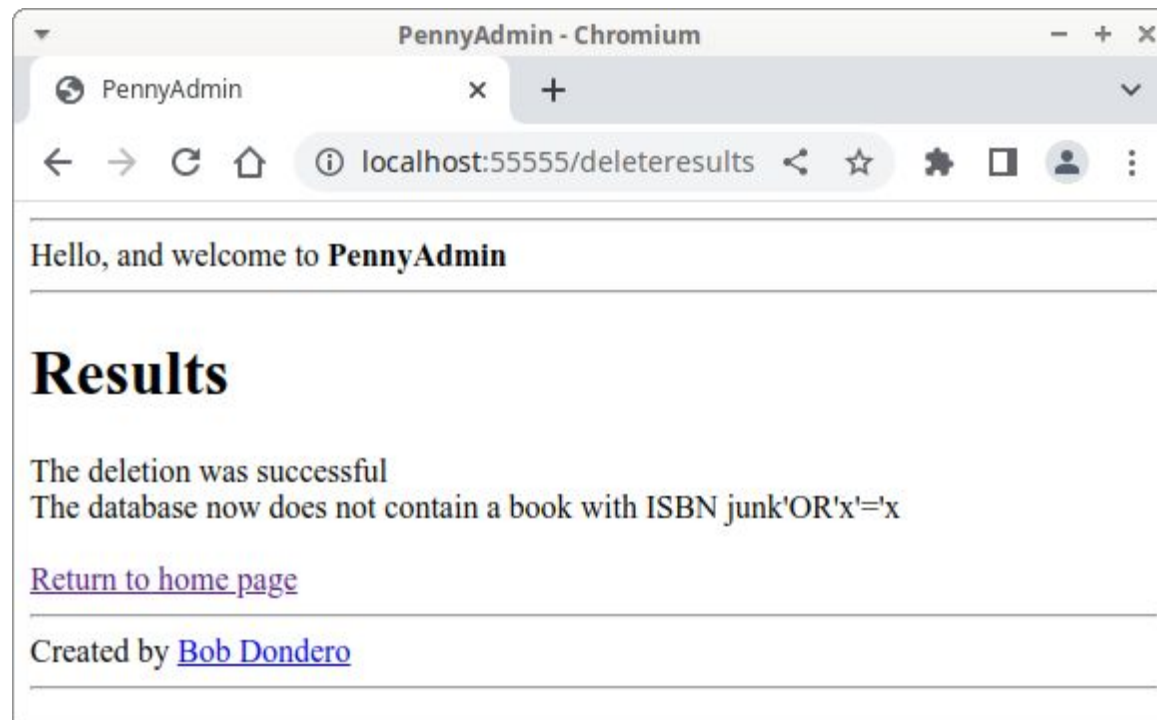 PennyAdmin - Chromium
PennyAdmin
localhost:55555/deleteresults
Hello, and welcome to PennyAdmin
Results
The deletion was successful
The database now does not contain a book with ISBN junk'OR'x'='x
Return to home page
Created by Bob Dondero